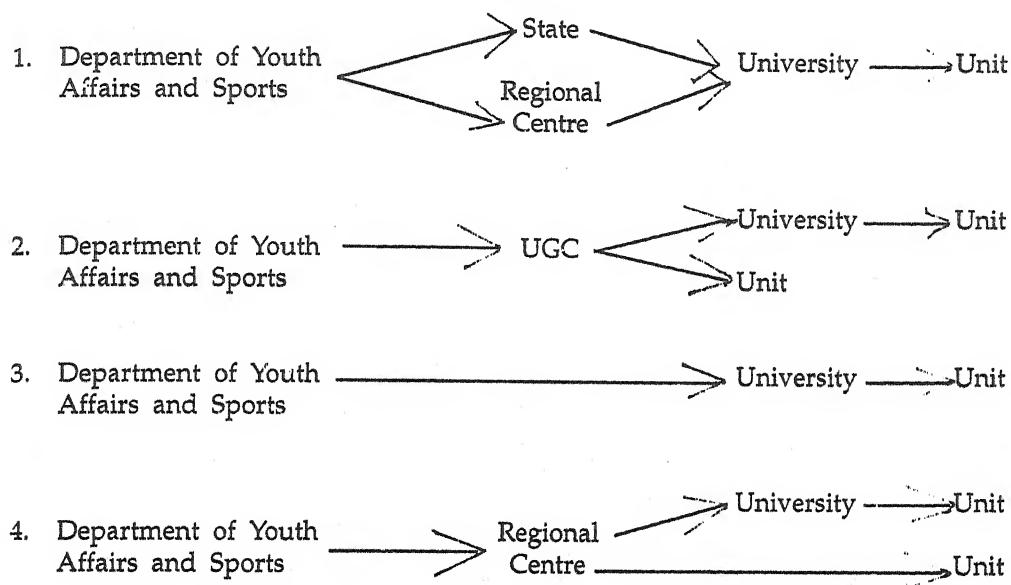 1. Department of Youth Affairs and Sports
State
Regional Centre
University
Unit
2. Department of Youth Affairs and Sports
UGC
University
Unit
Unit
3. Department of Youth Affairs and Sports
University
Unit
4. Department of Youth Affairs and Sports
Regional Centre
University
Unit
Unit